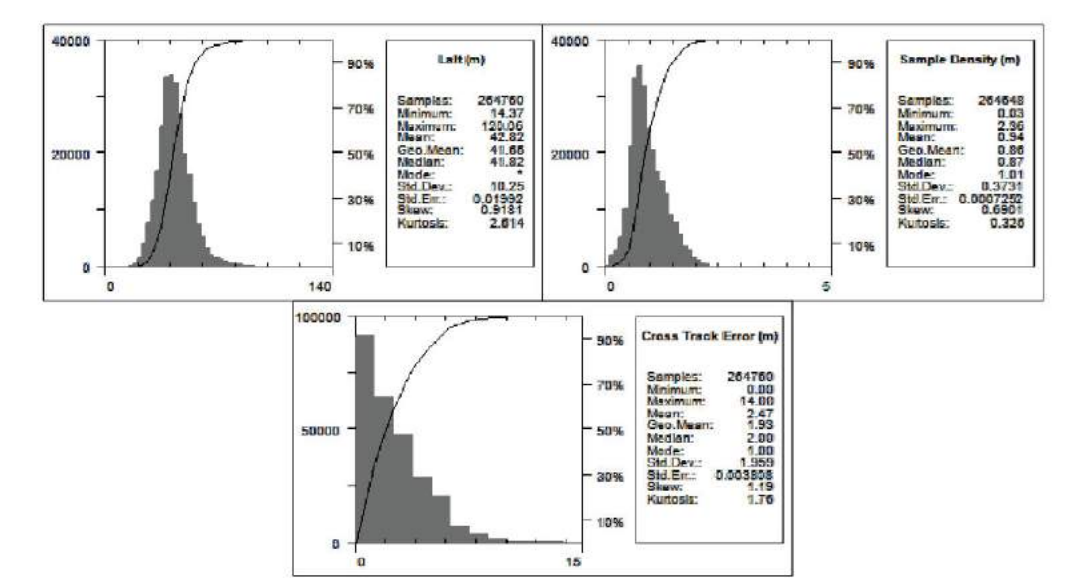 40000
20000
0
0
140
90%
70%
50%
30%
10%
Lalt (m)
Samples: 264760
Minimum: 14.37
Maximum: 120.05
Mean: 42.82
Geo.Mean: 41.66
Median: 41.82
Mode: *
Std.Dev.: 10.25
Std.Err.: 0.01992
Skew: 0.9181
Kurtosis: 2.614
40000
20000
0
0
5
90%
70%
50%
30%
10%
Sample Density (m)
Samples: 264648
Minimum: 0.03
Maximum: 2.36
Mean: 0.94
Geo.Mean: 0.86
Median: 0.87
Mode: 1.01
Std.Dev.: 0.3731
Std.Err.: 0.0007252
Skew: 0.6901
Kurtosis: 0.326
100000
50000
0
0
15
90%
70%
50%
30%
10%
Cross Track Error (m)
Samples: 264760
Minimum: 0.00
Maximum: 14.00
Mean: 2.47
Geo.Mean: 1.93
Median: 2.00
Mode: 1.00
Std.Dev.: 1.959
Std.Err.: 0.003808
Skew: 1.19
Kurtosis: 1.76